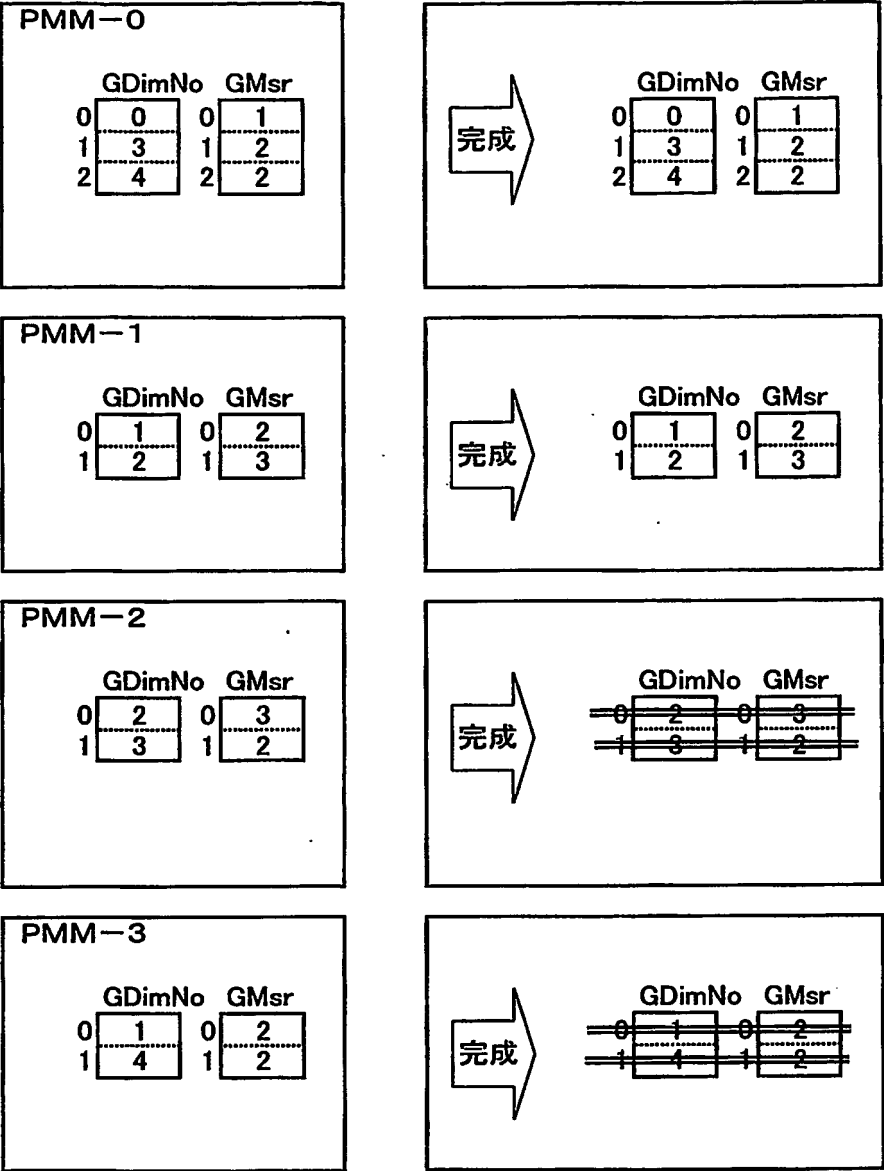 PMM－0
GDimNo GMsr
0 0 0 1
1 3 1 2
2 4 2 2
完成
GDimNo GMsr
0 0 0 1
1 3 1 2
2 4 2 2
PMM－1
GDimNo GMsr
0 1 0 2
1 2 1 3
完成
GDimNo GMsr
0 1 0 2
1 2 1 3
PMM－2
GDimNo GMsr
0 2 0 3
1 3 1 2
完成
GDimNo GMsr
0 2 0 3
1 3 1 2
PMM－3
GDimNo GMsr
0 1 0 2
1 4 1 2
完成
GDimNo GMsr
0 1 0 2
1 4 1 2